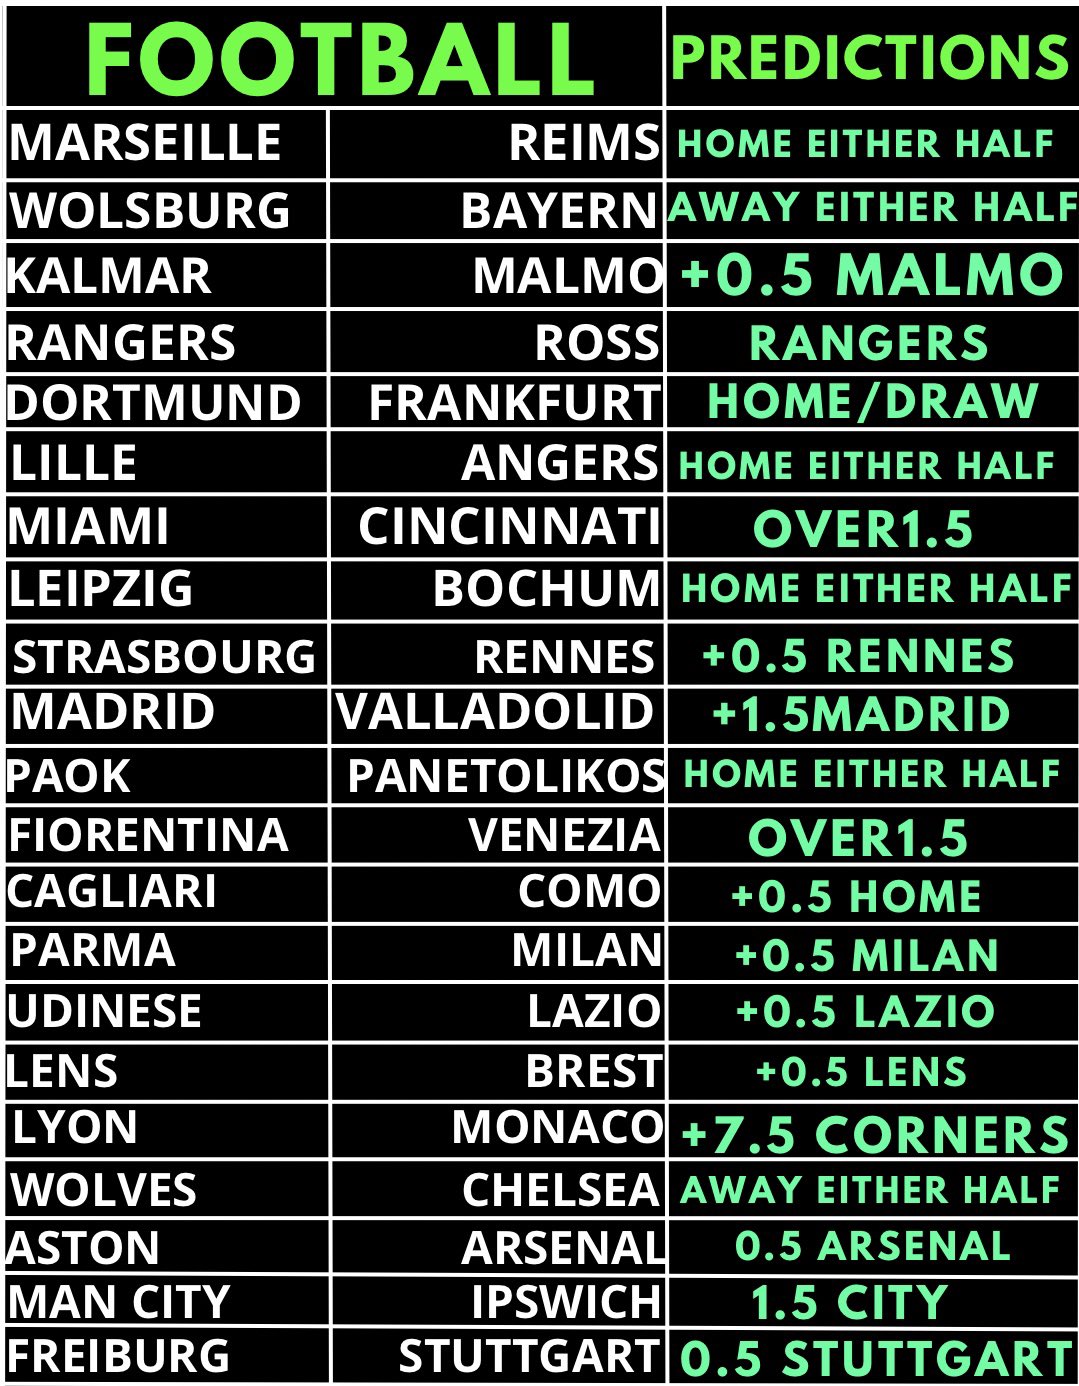 FOOTBALL PREDICTIONS
MARSEILLE REIMS HOME EITHER HALF
WOLSBURG BAYERN AWAY EITHER HALF
KALMAR MALMO +0.5 MALMO
RANGERS ROSS RANGERS
DORTMUND FRANKFURT HOME/DRAW
LILLE ANGERS HOME EITHER HALF
MIAMI CINCINNATI OVER1.5
LEIPZIG BOCHUM HOME EITHER HALF
STRASBOURG RENNES +0.5 RENNES
MADRID VALLADOLID +1.5MADRID
PAOK PANETOLIKOS HOME EITHER HALF
FIORENTINA VENEZIA OVER1.5
CAGLIARI COMO +0.5 HOME
PARMA MILAN +0.5 MILAN
UDINESE LAZIO +0.5 LAZIO
LENS BREST +0.5 LENS
LYON MONACO +7.5 CORNERS
WOLVES CHELSEA AWAY EITHER HALF
ASTON ARSENAL 0.5 ARSENAL
MAN CITY IPSWICH 1.5 CITY
FREIBURG STUTTGART 0.5 STUTTGART